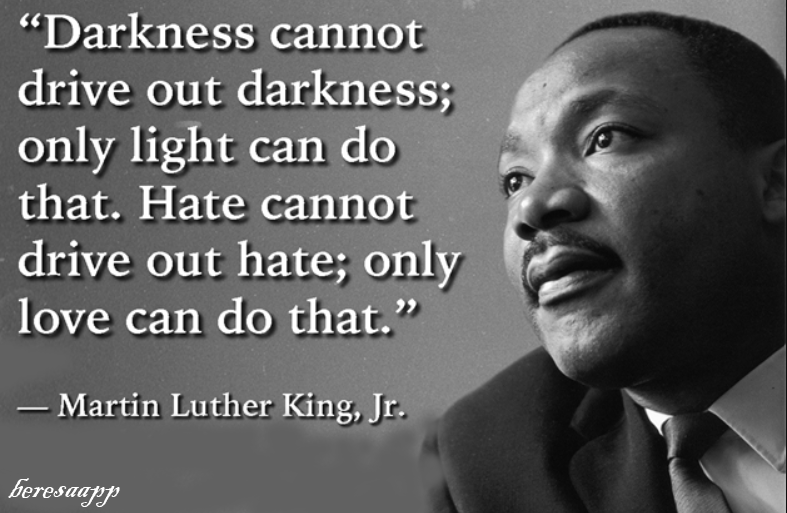 “Darkness cannot
drive out darkness;
only light can do
that. Hate cannot
drive out hate; only
love can do that.”
— Martin Luther King, Jr.
beresaapp